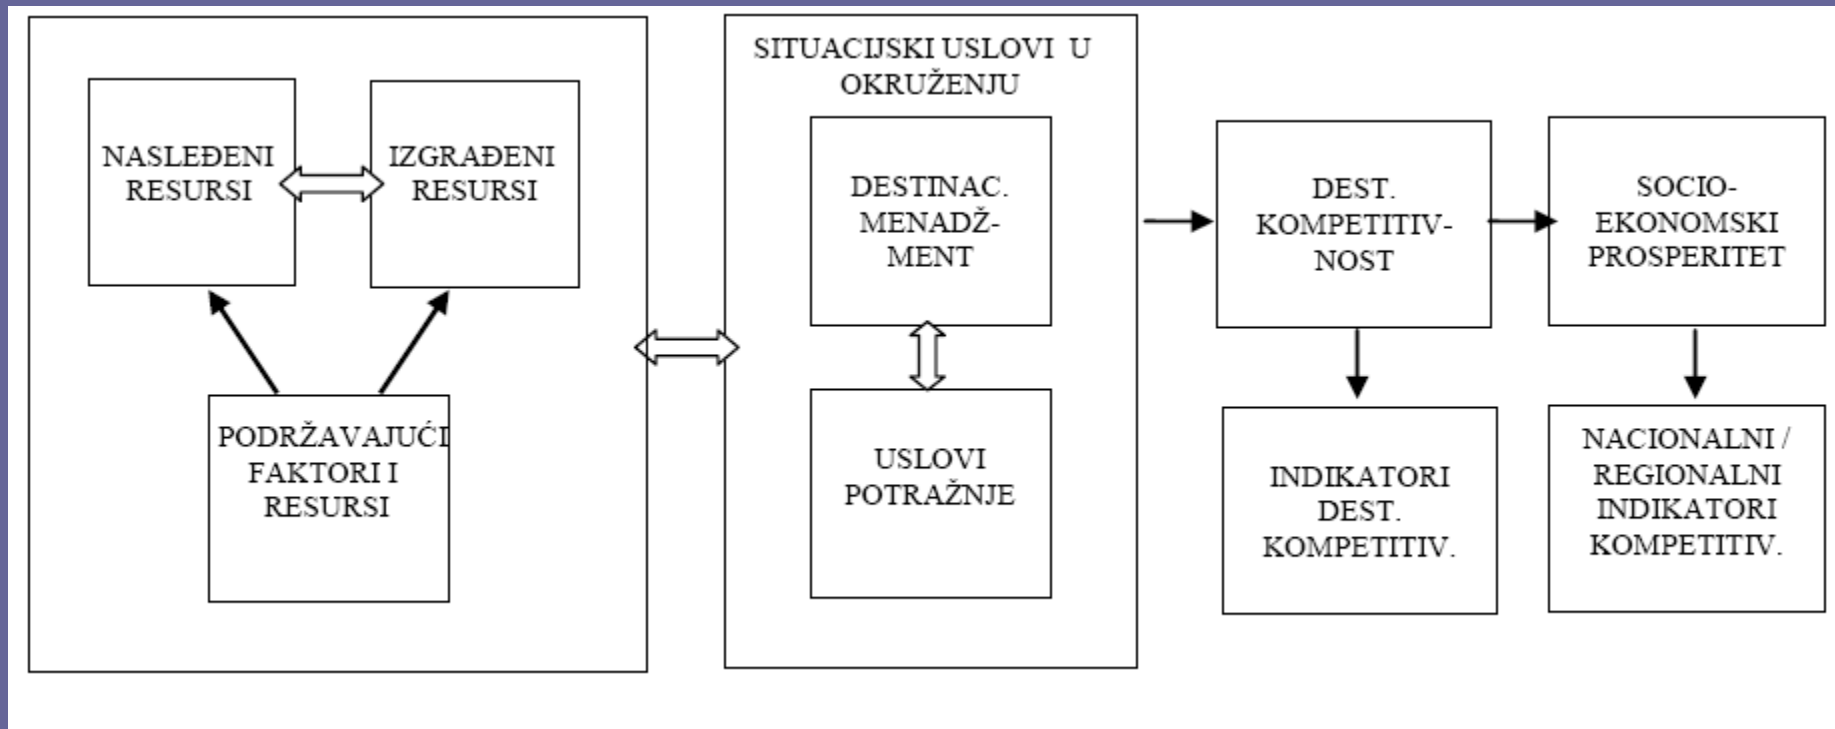 NASLEĐENI
RESURSI
IZGRAĐENI
RESURSI
PODRŽAVAJUĆI
FAKTORI I
RESURSI
SITUACIJSKI USLOVI U
OKRUŽENJU
DESTINAC.
MENADŽ-
MENT
USLOVI
POTRAŽNJE
DEST.
KOMPETITIV-
NOST
INDIKATORI
DEST.
KOMPETITIV.
SOCIO-
EKONOMSKI
PROSPERITET
NACIONALNI /
REGIONALNI
INDIKATORI
KOMPETITIV.